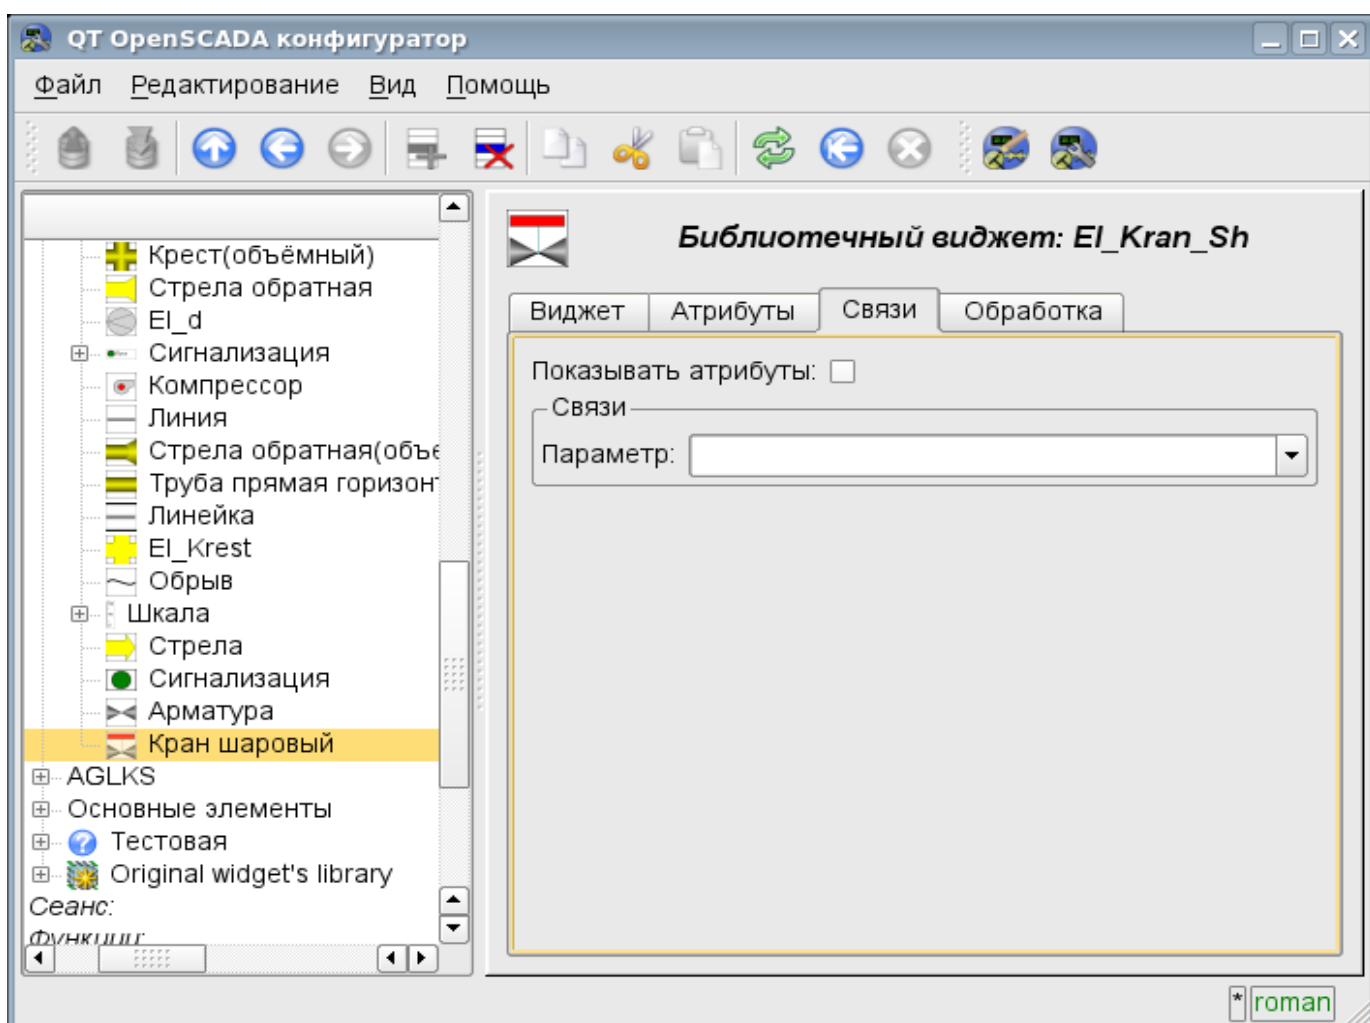 QT OpenSCADA конфигуратор
Файл Редактирование Вид Помощь
Крест(объёмный)
Стрела обратная
El_d
Сигнализация
Компрессор
Линия
Стрела обратная(объе
Труба прямая горизон
Линейка
El_Krest
Обрыв
Шкала
Стрела
Сигнализация
Арматура
Кран шаровый
AGLKS
Основные элементы
Тестовая
Original widget's library
Сеанс:
Функции:
Библиотечный виджет: El_Kran_Sh
Виджет Атрибуты Связи Обработка
Показывать атрибуты:
Связи
Параметр:
* roman